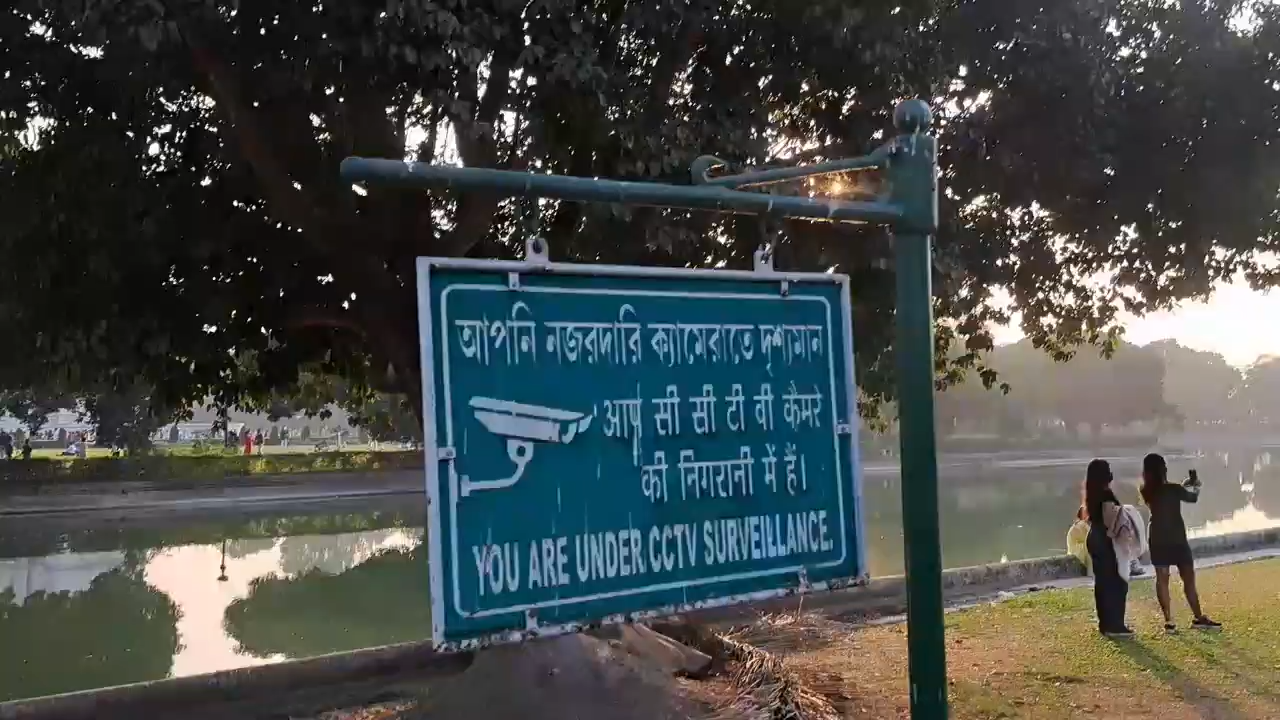 আপনি নজরদারি ক্যামেরাতে দৃশ্যমান
आप सी सी टी वी कैमरे
की निगरानी में हैं।
YOU ARE UNDER CCTV SURVEILLANCE.